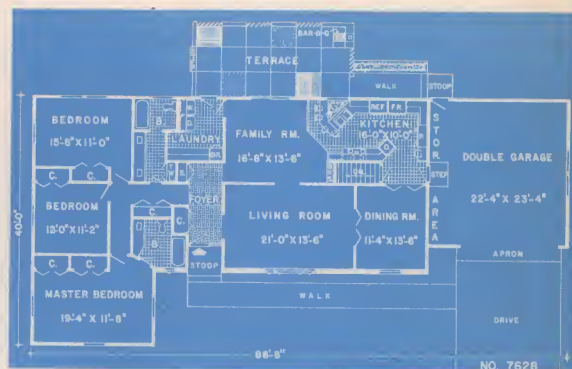 BAR-B-Q
TERRACE
WALK
STOOP
BEDROOM
15'-6" X 11'-0"
B.
LAUNDRY
FAMILY RM.
16'-8" X 13'-6"
REF. FR.
KITCHEN
16'-0" X 10'-0"
STOR.
AREA
STEP
DOUBLE GARAGE
22'-4" X 23'-4"
C.
C.
BEDROOM
12'-0" X 11'-2"
C.
C.
B.
FOYER
STOOP
LIVING ROOM
21'-0" X 13'-6"
DN.
DINING RM.
11'-4" X 13'-6"
C.
C.
MASTER BEDROOM
19'-4" X 11'-8"
WALK
APRON
DRIVE
40'-0"
88'-8"
NO. 7628